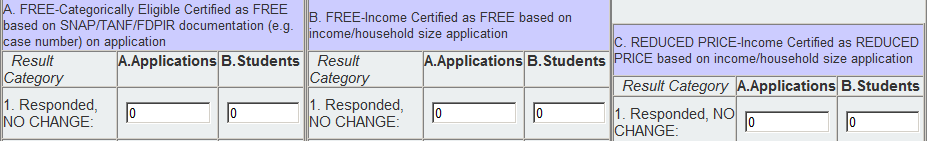 A. FREE-Categorically Eligible Certified as FREE
based on SNAP/TANF/FDPIR documentation (e.g.
case number) on application
Result
Category
A.Applications
B.Students
1. Responded,
NO CHANGE:
0
0
B. FREE-Income Certified as FREE based on
income/household size application
Result
Category
A.Applications
B.Students
1. Responded,
NO CHANGE:
0
0
C. REDUCED PRICE-Income Certified as REDUCED
PRICE based on income/household size application
Result Category
A.Applications
B.Students
1. Responded, NO
CHANGE:
0
0